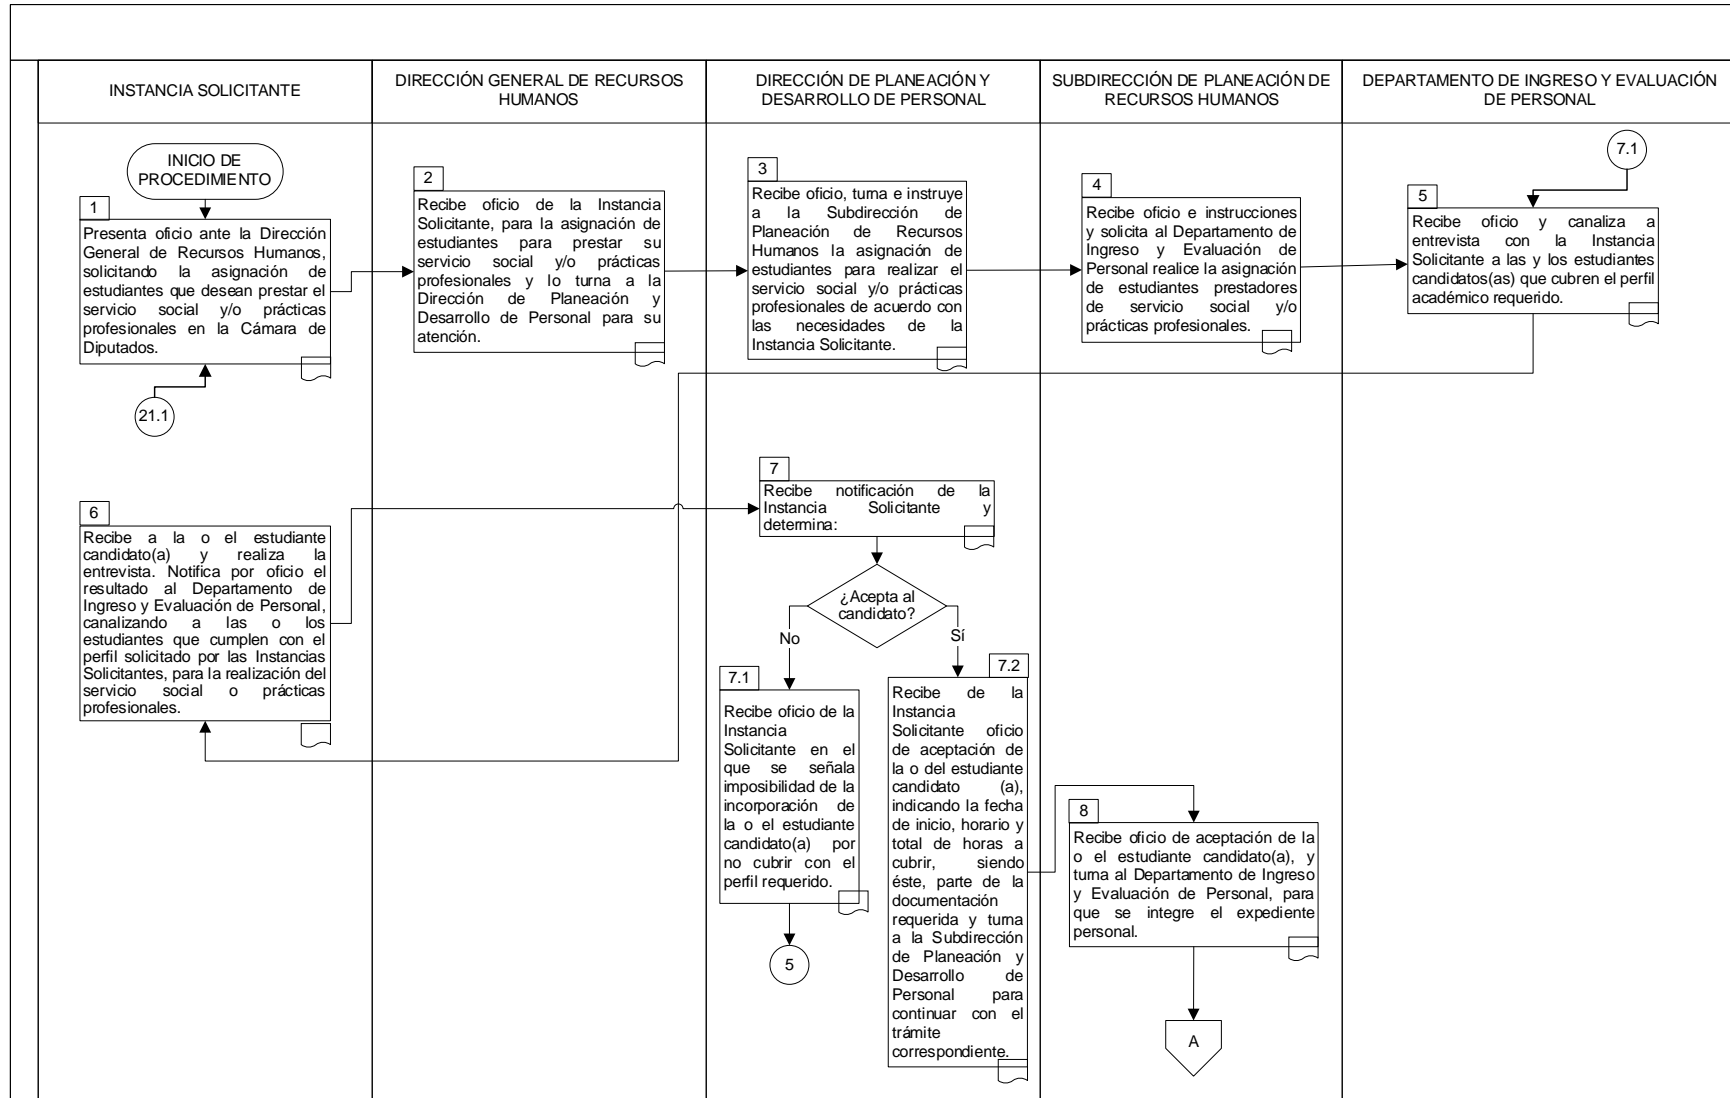 INSTANCIA SOLICITANTE
DIRECCIÓN GENERAL DE RECURSOS
HUMANOS
DIRECCIÓN DE PLANEACIÓN Y
DESARROLLO DE PERSONAL
SUBDIRECCIÓN DE PLANEACIÓN DE
RECURSOS HUMANOS
DEPARTAMENTO DE INGRESO Y EVALUACIÓN
DE PERSONAL
INICIO DE
PROCEDIMIENTO
1
Presenta oficio ante la Dirección
General de Recursos Humanos,
solicitando la asignación de
estudiantes que desean prestar el
servicio social y/o prácticas
profesionales en la Cámara de
Diputados.
21.1
2
Recibe oficio de la Instancia
Solicitante, para la asignación de
estudiantes para prestar su
servicio social y/o prácticas
profesionales y lo turna a la
Dirección de Planeación y
Desarrollo de Personal para su
atención.
3
Recibe oficio, turna e instruye
a la Subdirección de
Planeación de Recursos
Humanos la asignación de
estudiantes para realizar el
servicio social y/o prácticas
profesionales de acuerdo con
las necesidades de la
Instancia Solicitante.
4
Recibe oficio e instrucciones
y solicita al Departamento de
Ingreso y Evaluación de
Personal realice la asignación
de estudiantes prestadores
de servicio social y/o
prácticas profesionales.
7.1
5
Recibe oficio y canaliza a
entrevista con la Instancia
Solicitante a las y los estudiantes
candidatos(as) que cubren el perfil
académico requerido.
6
Recibe a la o el estudiante
candidato(a) y realiza la
entrevista. Notifica por oficio el
resultado al Departamento de
Ingreso y Evaluación de Personal,
canalizando a las o los
estudiantes que cumplen con el
perfil solicitado por las Instancias
Solicitantes, para la realización del
servicio social o prácticas
profesionales.
7
Recibe notificación de la
Instancia Solicitante y
determina:
¿Acepta al
candidato?
No
Sí
7.1
Recibe oficio de la
Instancia
Solicitante en el
que se señala
imposibilidad de la
incorporación de
la o el estudiante
candidato(a) por
no cubrir con el
perfil requerido.
5
7.2
Recibe de la
Instancia
Solicitante oficio
de aceptación de
la o del estudiante
candidato (a),
indicando la fecha
de inicio, horario y
total de horas a
cubrir, siendo
éste, parte de la
documentación
requerida y turna
a la Subdirección
de Planeación y
Desarrollo de
Personal para
continuar con el
trámite
correspondiente.
8
Recibe oficio de aceptación de la
o el estudiante candidato(a), y
turna al Departamento de Ingreso
y Evaluación de Personal, para
que se integre el expediente
personal.
A